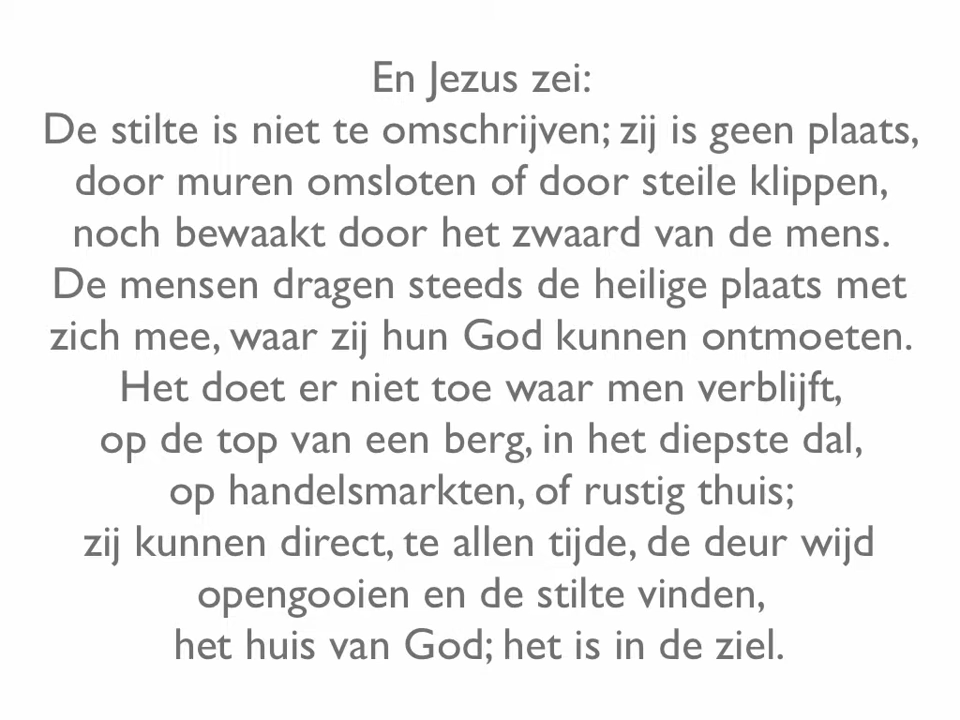 En Jezus zei:
De stilte is niet te omschrijven; zij is geen plaats,
door muren omsloten of door steile klippen,
noch bewaakt door het zwaard van de mens.
De mensen dragen steeds de heilige plaats met
zich mee, waar zij hun God kunnen ontmoeten.
Het doet er niet toe waar men verblijft,
op de top van een berg, in het diepste dal,
op handelsmarkten, of rustig thuis;
zij kunnen direct, te allen tijde, de deur wijd
opengooien en de stilte vinden,
het huis van God; het is in de ziel.